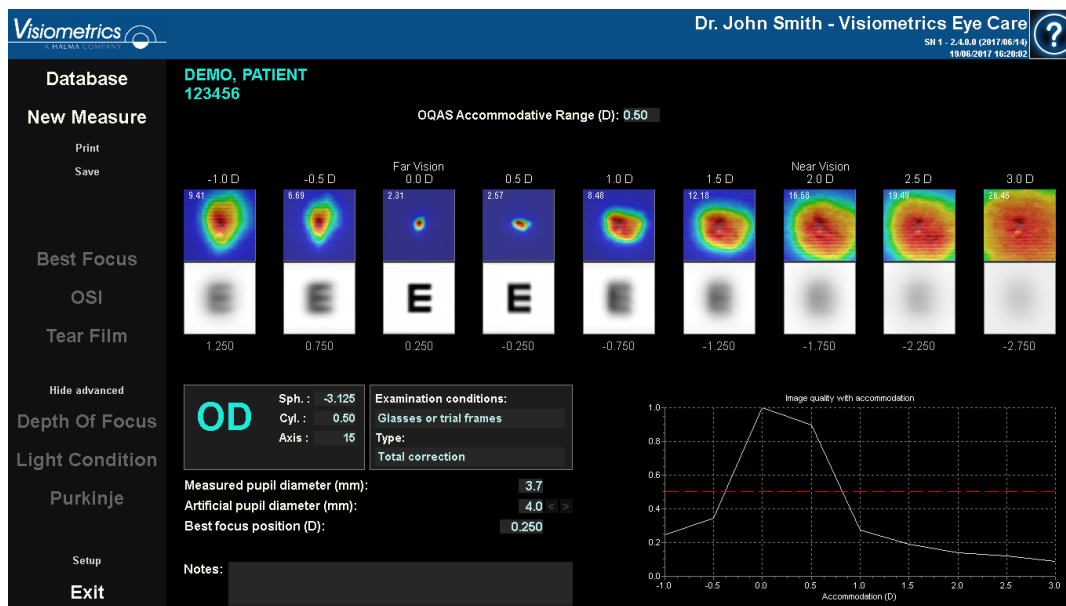 Visiometrics
A HALMA COMPANY
Dr. John Smith - Visiometrics Eye Care
SN 1 - 2.4.0.0 (2017/06/14)
19/06/2017 16:20:02
?
Database
New Measure
Print
Save
Best Focus
OSI
Tear Film
Hide advanced
Depth Of Focus
Light Condition
Purkinje
Setup
Exit
DEMO, PATIENT
123456
OQAS Accommodative Range (D): 0.50
Far Vision Near Vision
-1.0 D -0.5 D 0.0 D 0.5 D 1.0 D 1.5 D 2.0 D 2.5 D 3.0 D
9.41 6.69 2.31 2.57 8.48 12.18 16.58 19.49 26.45
E E E E E E E E E
1.250 0.750 0.250 -0.250 -0.750 -1.250 -1.750 -2.250 -2.750
OD
Sph. : -3.125
Cyl. : 0.50
Axis : 15
Examination conditions:
Glasses or trial frames
Type:
Total correction
Measured pupil diameter (mm): 3.7
Artificial pupil diameter (mm): 4.0 < >
Best focus position (D): 0.250
Notes:
Image quality with accommodation
1.0
0.8
0.6
0.4
0.2
0.0
-1.0 -0.5 0.0 0.5 1.0 1.5 2.0 2.5 3.0
Accommodation (D)